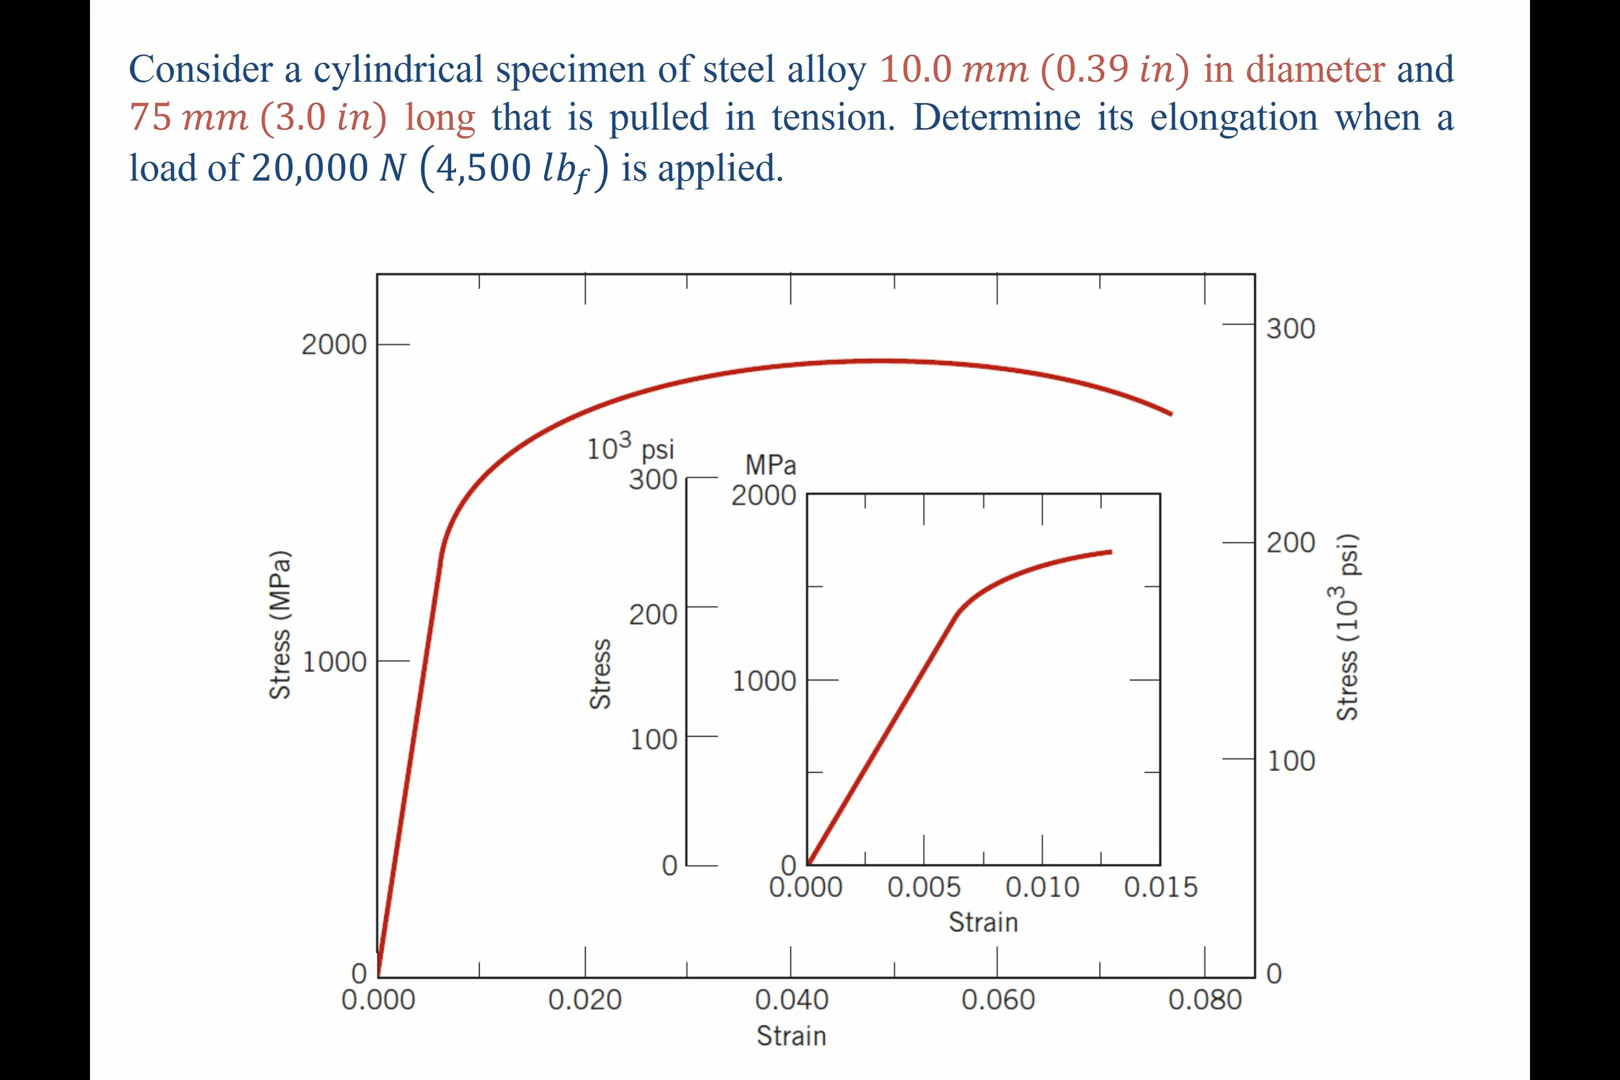 Consider a cylindrical specimen of steel alloy 10.0 mm (0.39 in) in diameter and
75 mm (3.0 in) long that is pulled in tension. Determine its elongation when a
load of 20,000 N (4,500 lb_f) is applied.
2000
1000
0
Stress (MPa)
0.000
0.020
0.040
0.060
0.080
Strain
300
200
100
0
Stress (10³ psi)
10³ psi
300
200
100
0
Stress
MPa
2000
1000
0
0.000
0.005
0.010
0.015
Strain